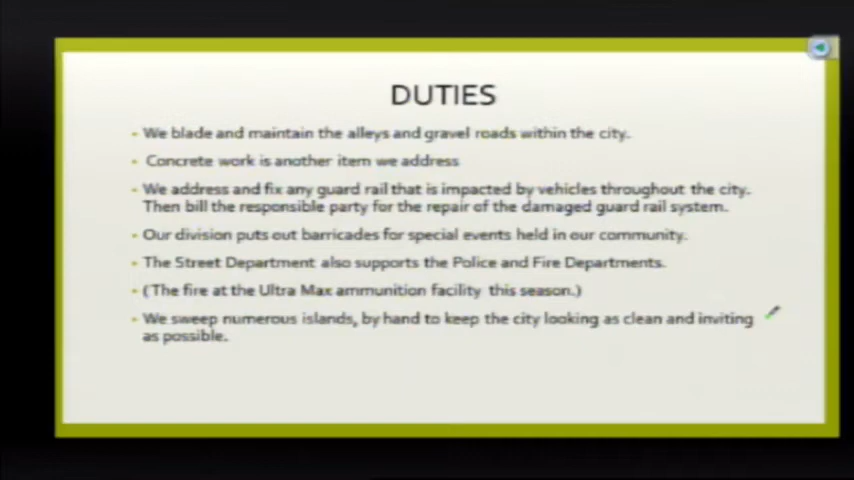 DUTIES
We blade and maintain the alleys and gravel roads within the city.
Concrete work is another item we address
We address and fix any guard rail that is impacted by vehicles throughout the city.
Then bill the responsible party for the repair of the damaged guard rail system.
Our division puts out barricades for special events held in our community.
The Street Department also supports the Police and Fire Departments.
(The fire at the Ultra Max ammunition facility this season.)
We sweep numerous islands, by hand to keep the city looking as clean and inviting
as possible.